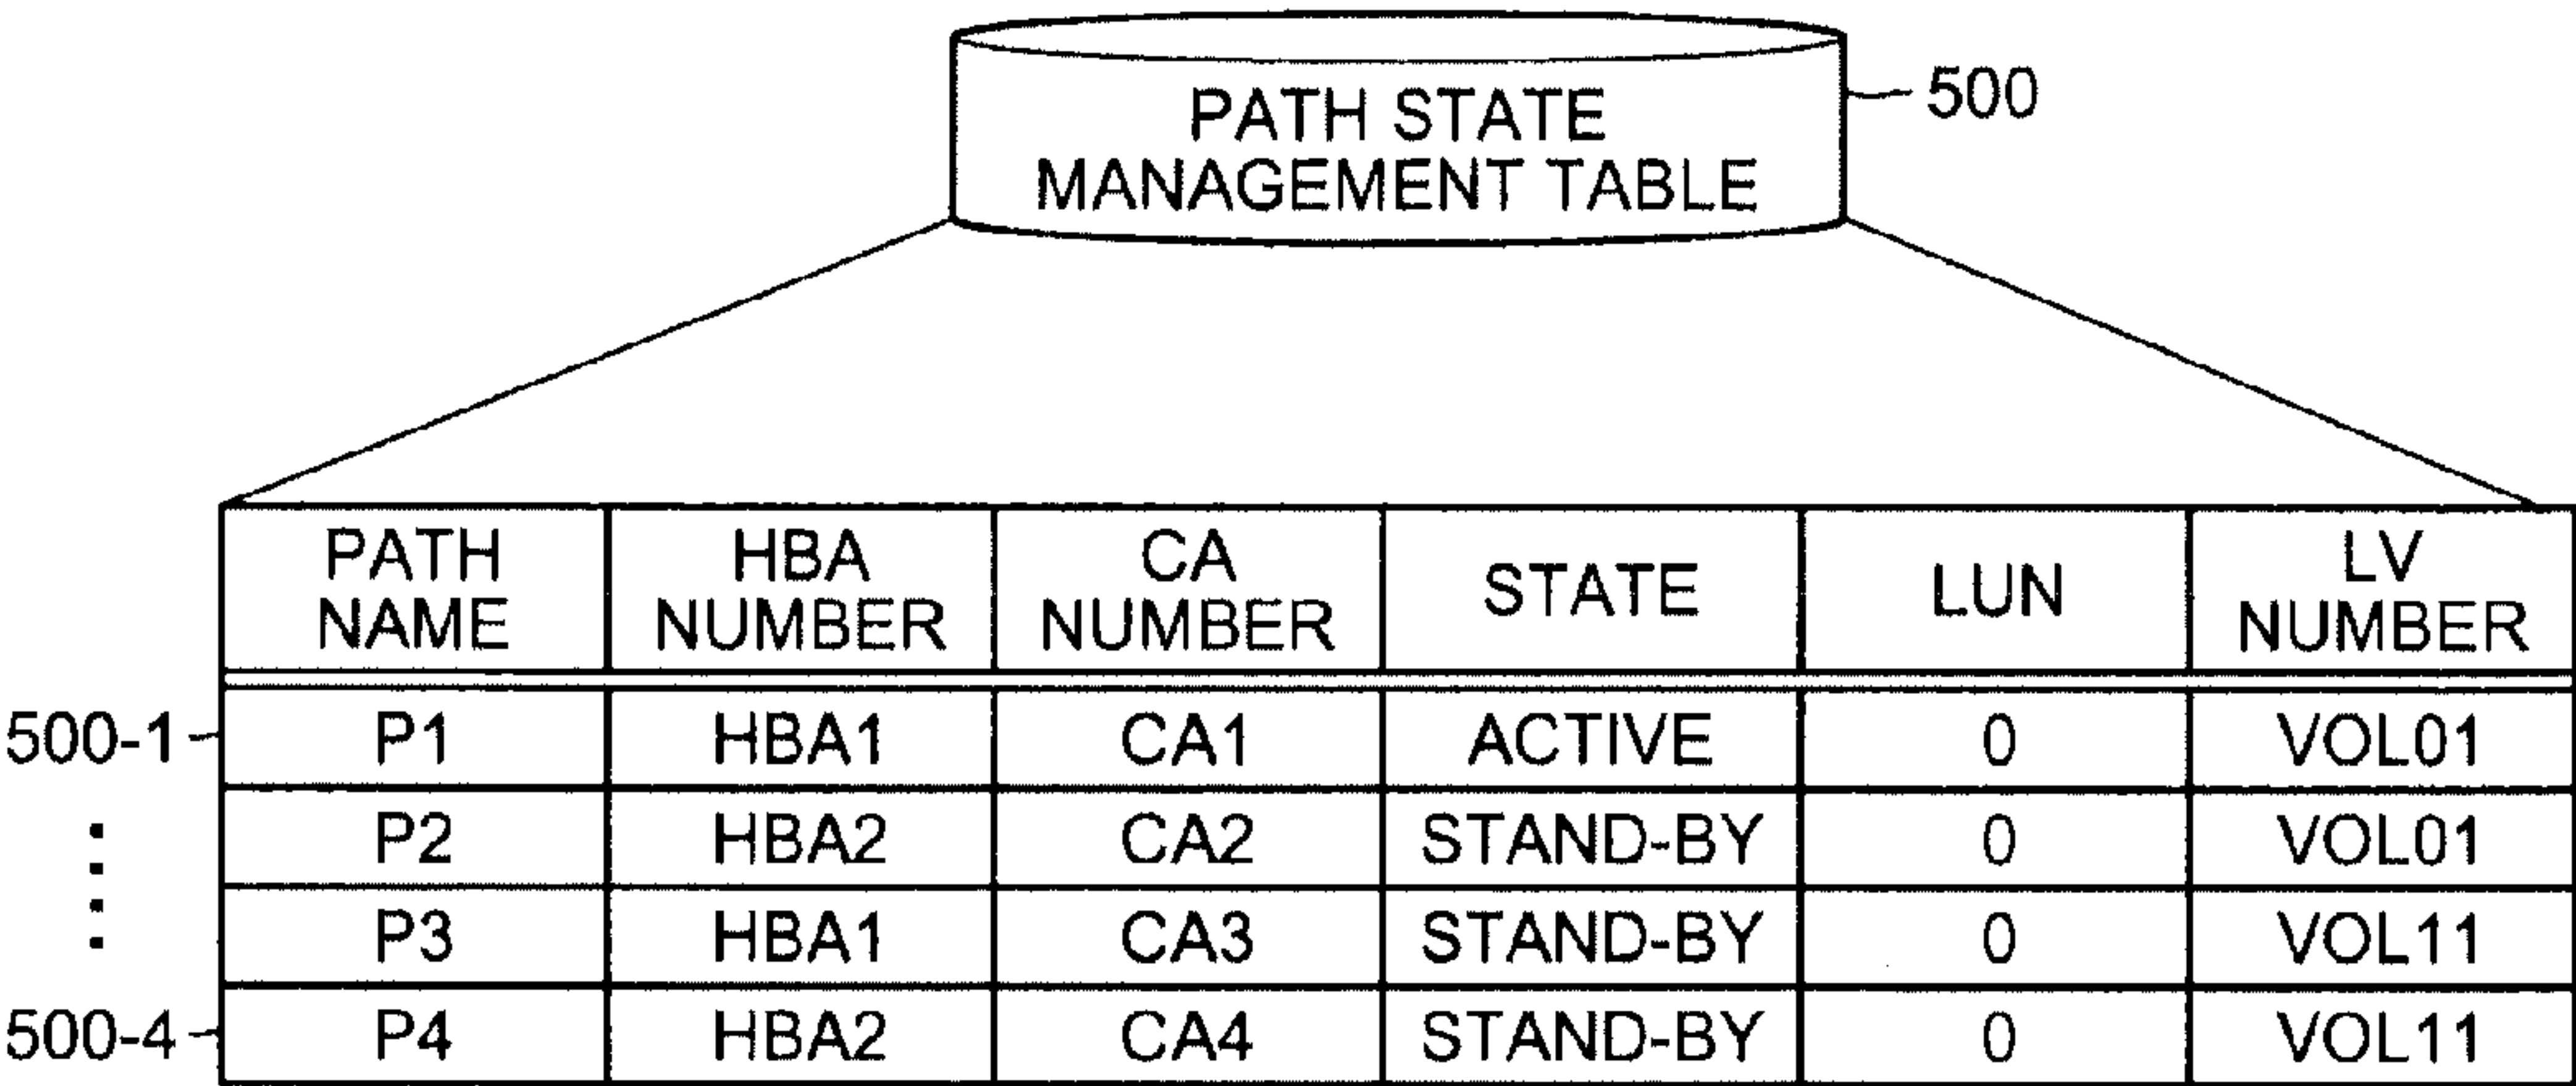 PATH STATE
MANAGEMENT TABLE
500
PATH NAME HBA NUMBER CA NUMBER STATE LUN LV NUMBER
500-1 P1 HBA1 CA1 ACTIVE 0 VOL01
P2 HBA2 CA2 STAND-BY 0 VOL01
P3 HBA1 CA3 STAND-BY 0 VOL11
500-4 P4 HBA2 CA4 STAND-BY 0 VOL11